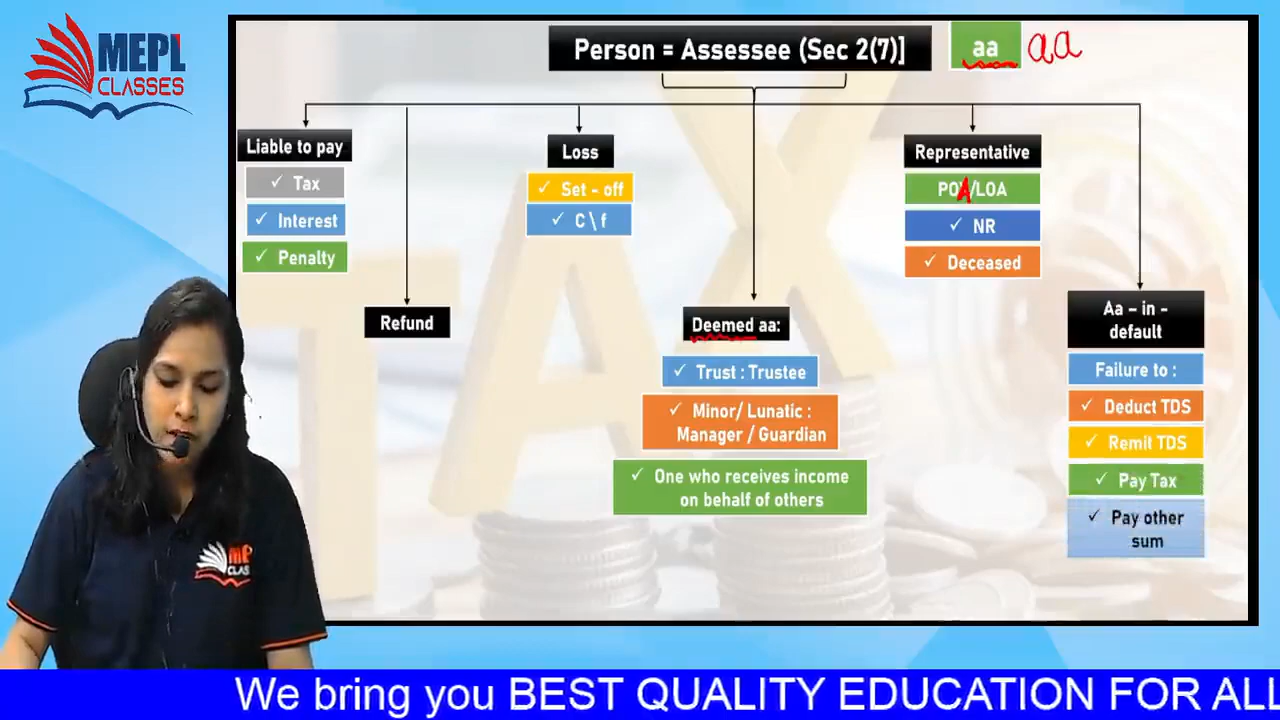 MEPL
CLASSES
Person = Assessee (Sec 2(7)]
aa
aa
Liable to pay
✓ Tax
✓ Interest
✓ Penalty
Refund
Loss
✓ Set - off
✓ C\f
Deemed aa:
✓ Trust : Trustee
✓ Minor/ Lunatic :
Manager / Guardian
✓ One who receives income
on behalf of others
Representative
POA/LOA
✓ NR
✓ Deceased
Aa – in -
default
Failure to :
✓ Deduct TDS
✓ Remit TDS
✓ Pay Tax
✓ Pay other
sum
TAX
We bring you BEST QUALITY EDUCATION FOR ALL